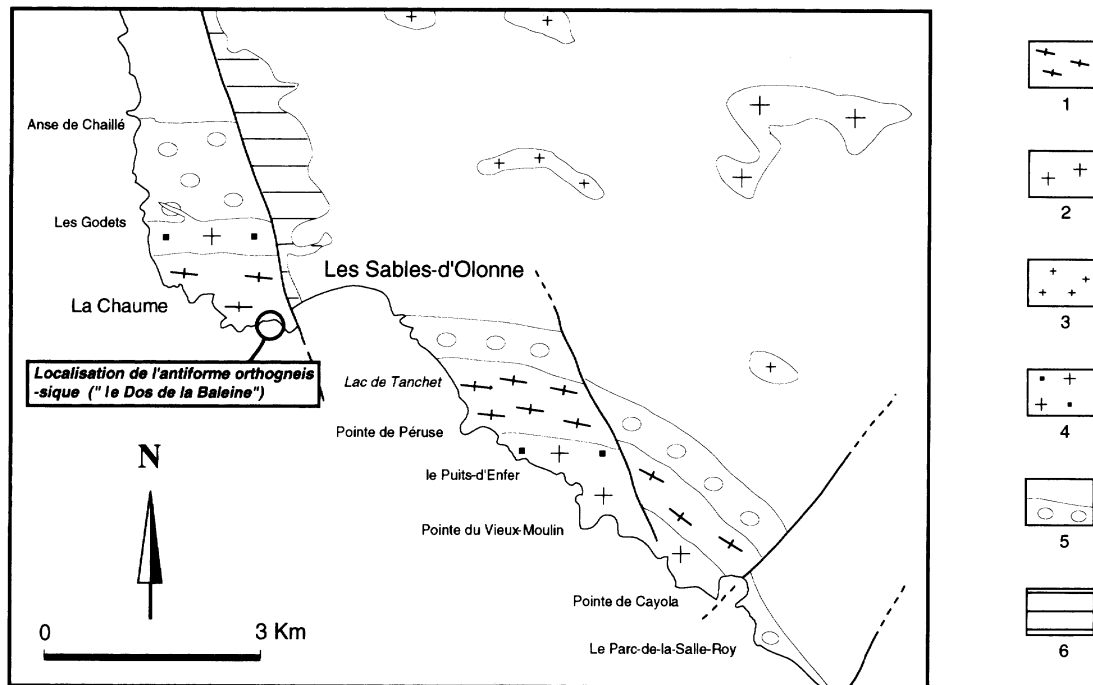 Anse de Chaillé
Les Godets
Les Sables-d'Olonne
La Chaume
Localisation de l'antiforme orthogneis
-sique (" le Dos de la Baleine")
Lac de Tanchet
Pointe de Péruse
le Puits-d'Enfer
Pointe du Vieux-Moulin
Pointe de Cayola
Le Parc-de-la-Salle-Roy
N
0 3 Km
1
2
3
4
5
6